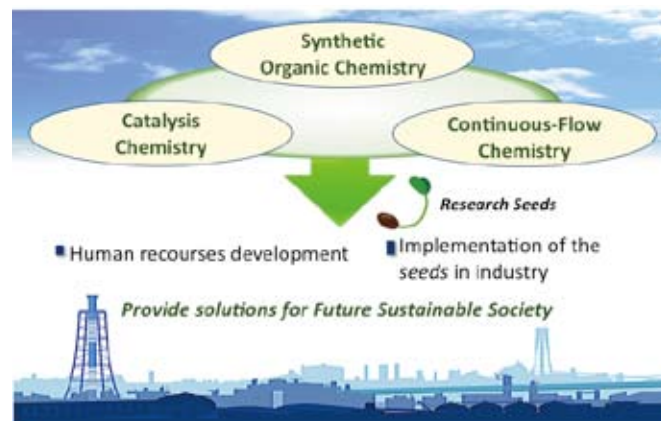 Synthetic
Organic Chemistry
Catalysis
Chemistry
Continuous-Flow
Chemistry
Research Seeds
Human recourses development
Implementation of the
seeds in industry
Provide solutions for Future Sustainable Society